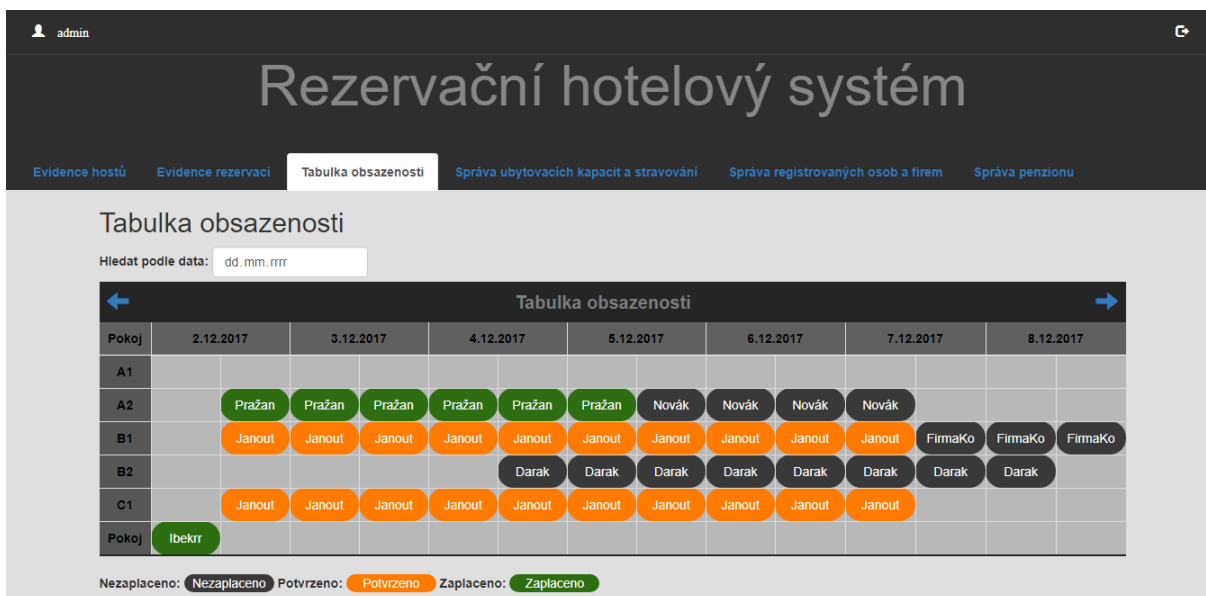 admin
Rezervační hotelový systém
Evidence hostů Evidence rezervací Tabulka obsazenosti Správa ubytovacích kapacit a stravování Správa registrovaných osob a firem Správa penzionu
Tabulka obsazenosti
Hledat podle data: dd.mm.rrrr
Tabulka obsazenosti
Pokoj 2.12.2017 3.12.2017 4.12.2017 5.12.2017 6.12.2017 7.12.2017 8.12.2017
A1
A2 Pražan Pražan Pražan Pražan Pražan Pražan Novák Novák Novák Novák
B1 Janout Janout Janout Janout Janout Janout Janout Janout Janout Janout FirmaKo FirmaKo FirmaKo
B2 Darak Darak Darak Darak Darak Darak Darak Darak
C1 Janout Janout Janout Janout Janout Janout Janout Janout Janout Janout
Pokoj Ibekrr
Nezaplaceno: Nezaplaceno Potvrzeno: Potvrzeno Zaplaceno: Zaplaceno